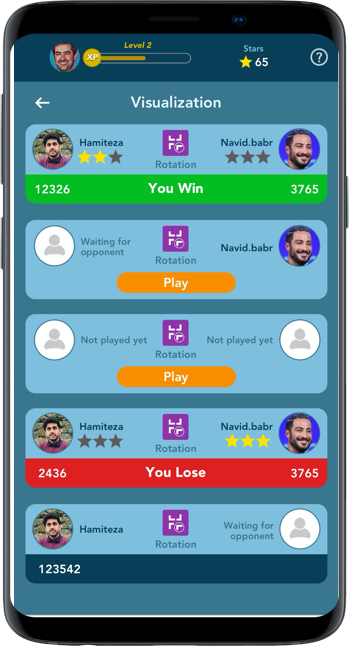 Level 2
XP
Stars
65
?
Visualization
Hamiteza
Navid.babr
Rotation
12326
You Win
3765
Waiting for
opponent
Navid.babr
Rotation
Play
Not played yet
Not played yet
Rotation
Play
Hamiteza
Navid.babr
Rotation
2436
You Lose
3765
Hamiteza
Waiting for
opponent
Rotation
123542